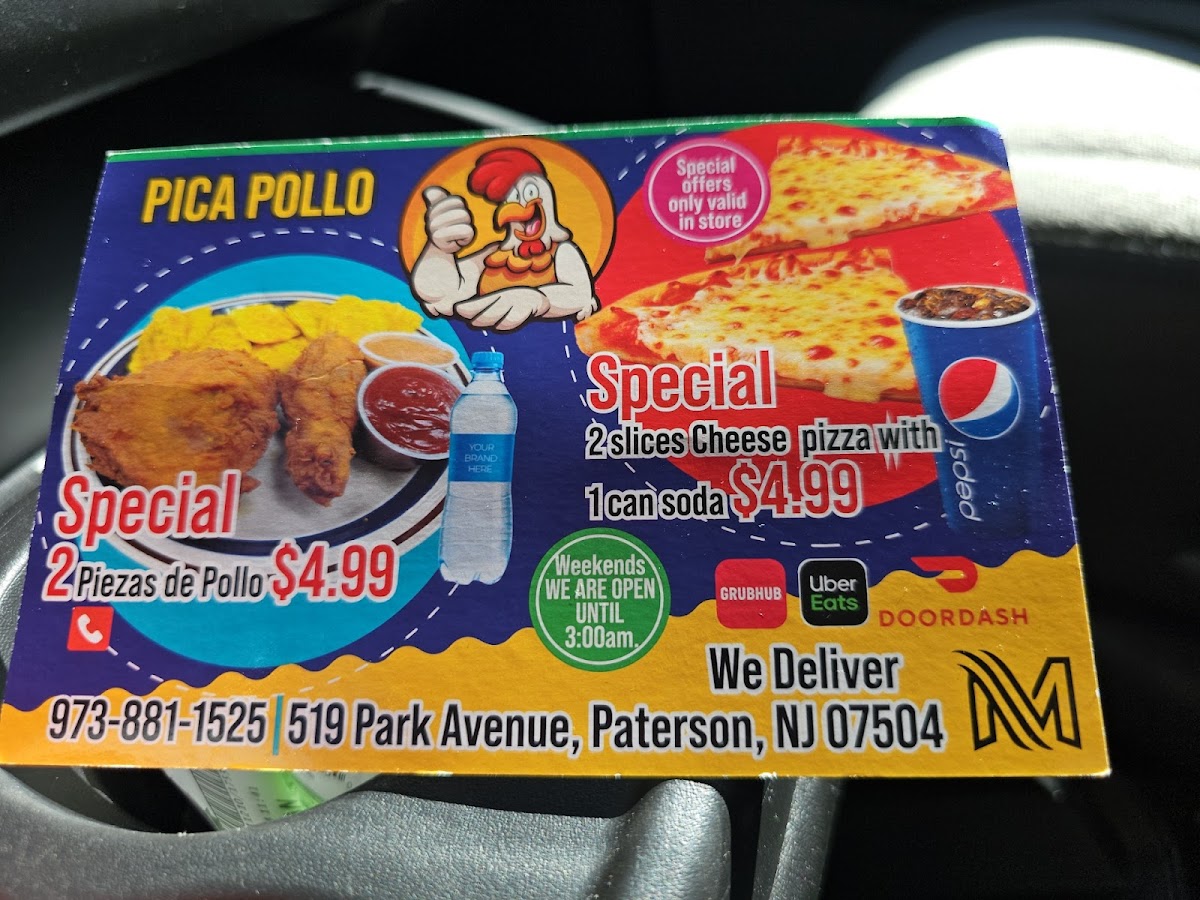 PICA POLLO
Special
offers
only valid
in store
YOUR
BRAND
HERE
Special
2 Piezas de Pollo $4.99
Special
2 slices Cheese pizza with
1 can soda $4.99
pepsi
Weekends
WE ARE OPEN
UNTIL
3:00am.
GRUBHUB
Uber
Eats
DOORDASH
We Deliver
M
973-881-1525 | 519 Park Avenue, Paterson, NJ 07504